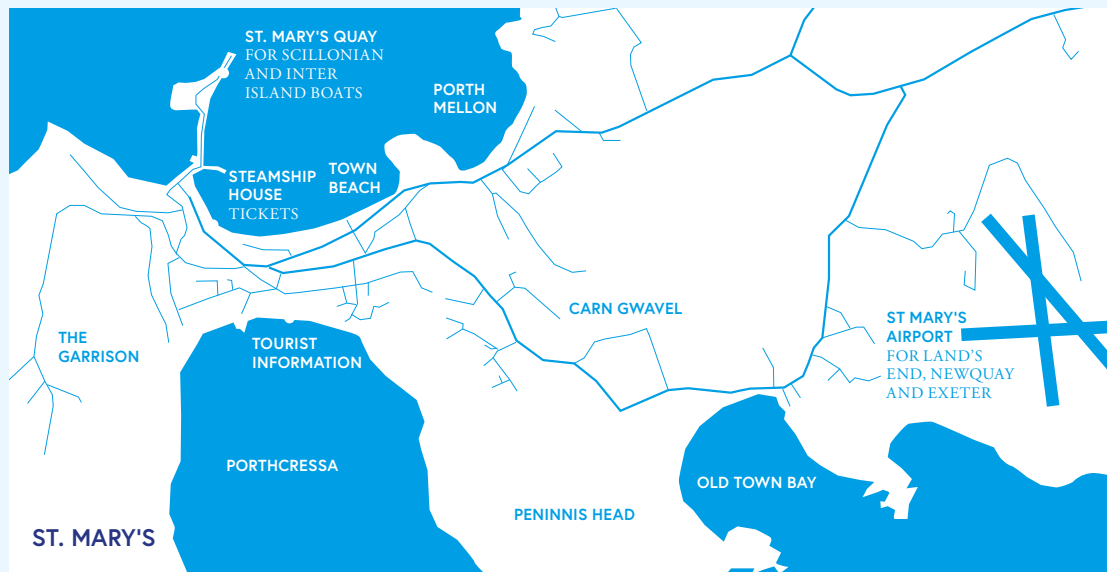 ST. MARY'S QUAY
FOR SCILLONIAN
AND INTER
ISLAND BOATS
PORTH
MELLON
STEAMSHIP
HOUSE
TICKETS
TOWN
BEACH
CARN GWAVEL
ST MARY'S
AIRPORT
FOR LAND'S
END, NEWQUAY
AND EXETER
THE
GARRISON
TOURIST
INFORMATION
PORTHCRESSA
OLD TOWN BAY
PENINNIS HEAD
ST. MARY'S